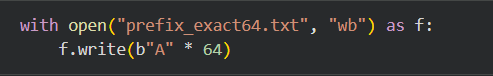 with open("prefix_exact64.txt", "wb") as f:
    f.write(b"A" * 64)